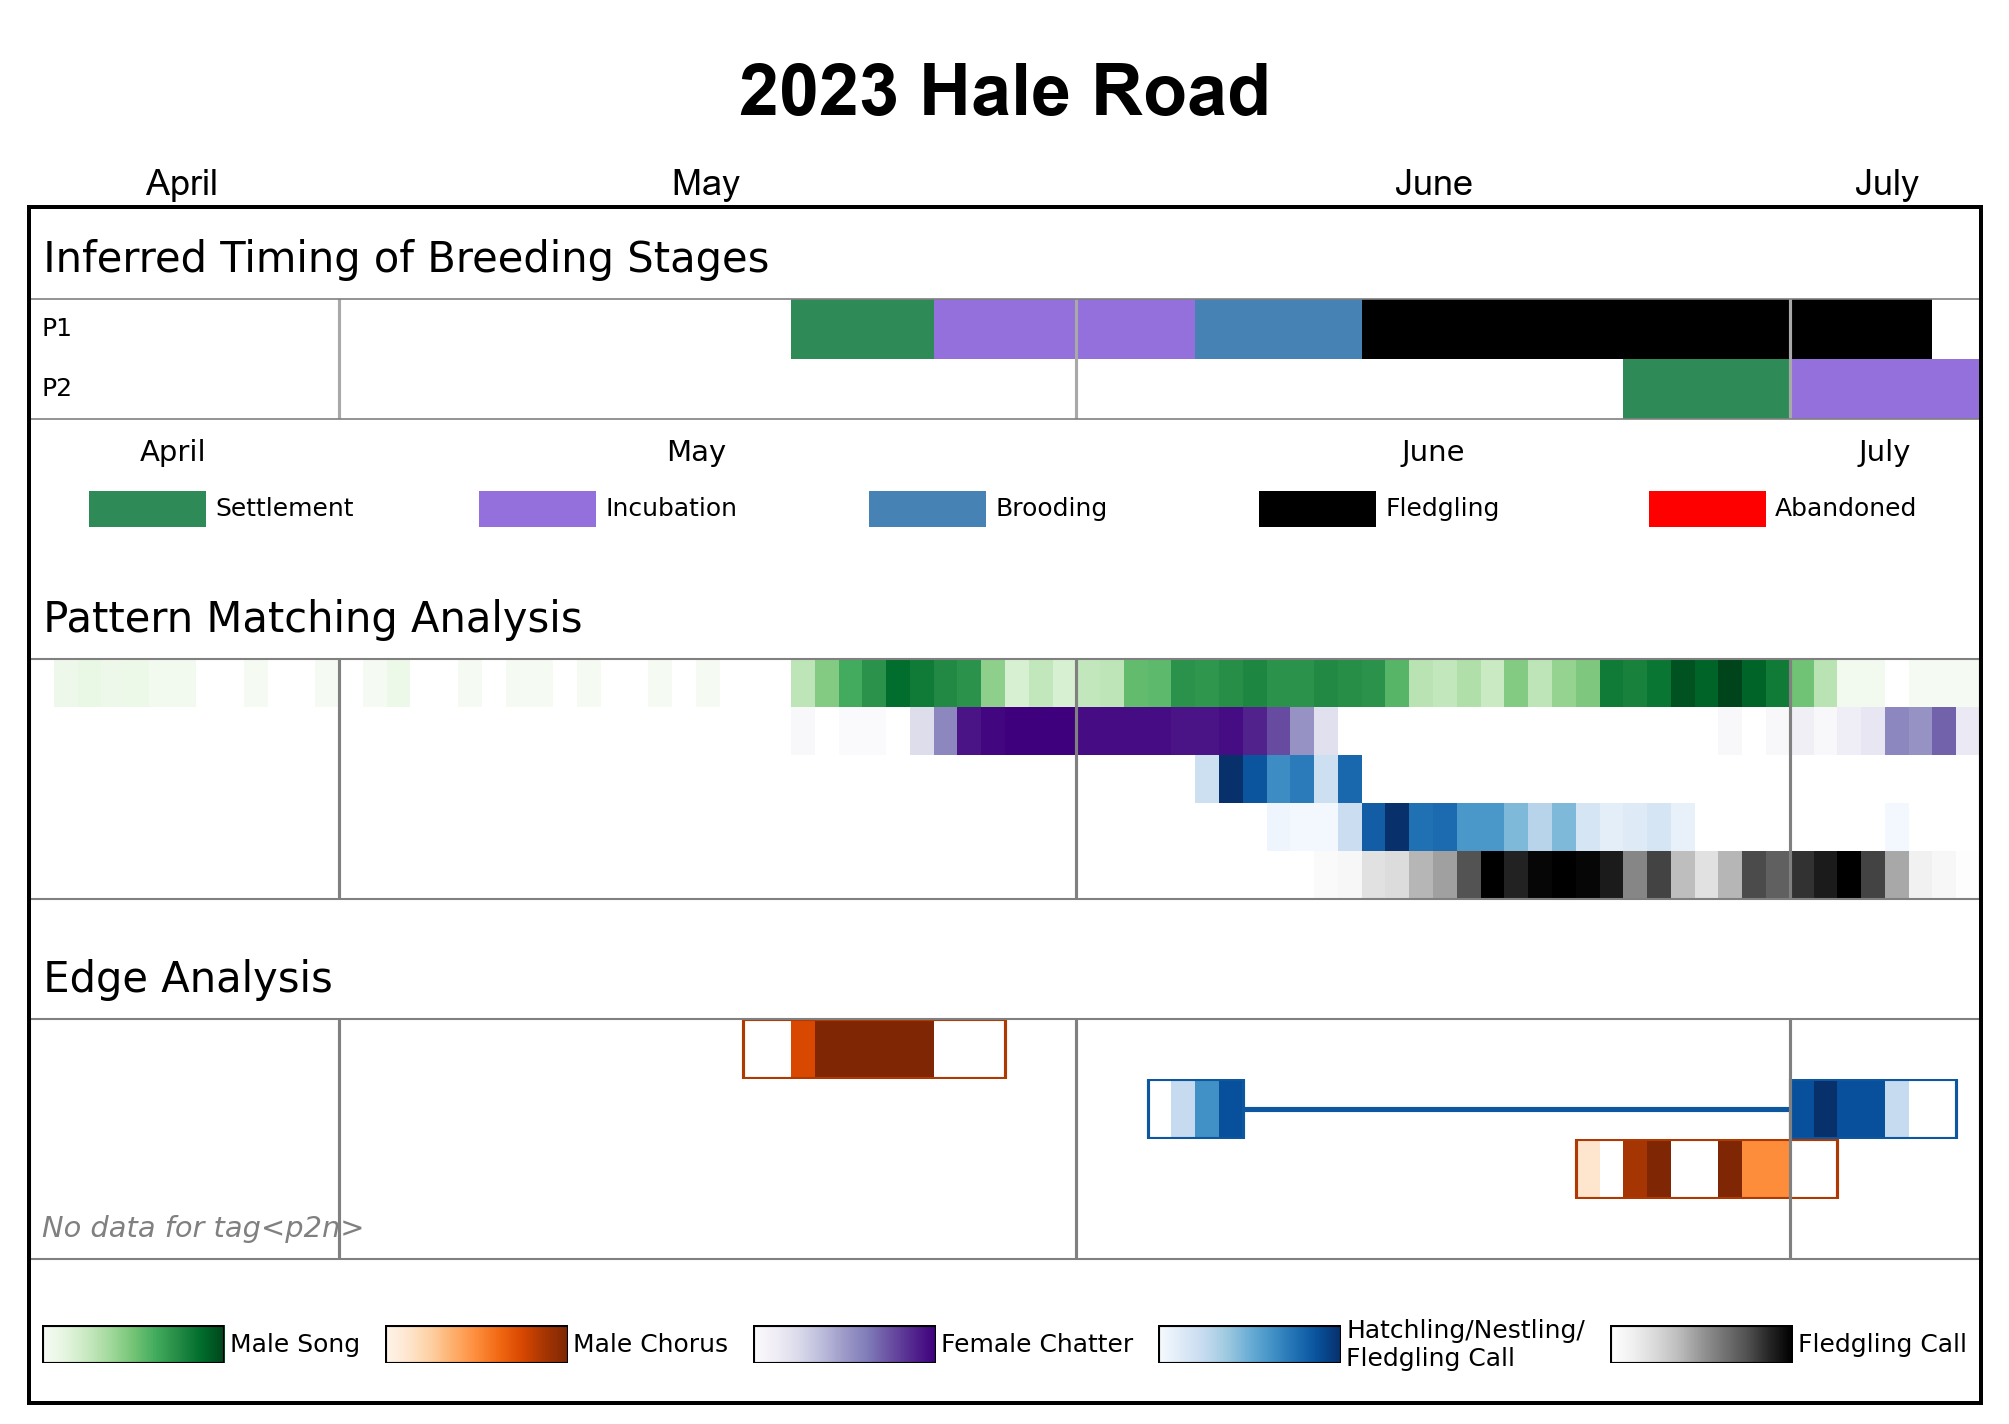 2023 Hale Road
April May June July
Inferred Timing of Breeding Stages
P1
P2
April May June July
Settlement Incubation Brooding Fledgling Abandoned
Pattern Matching Analysis
Edge Analysis
No data for tag<p2n>
Male Song Male Chorus Female Chatter Hatchling/Nestling/
Fledgling Call Fledgling Call